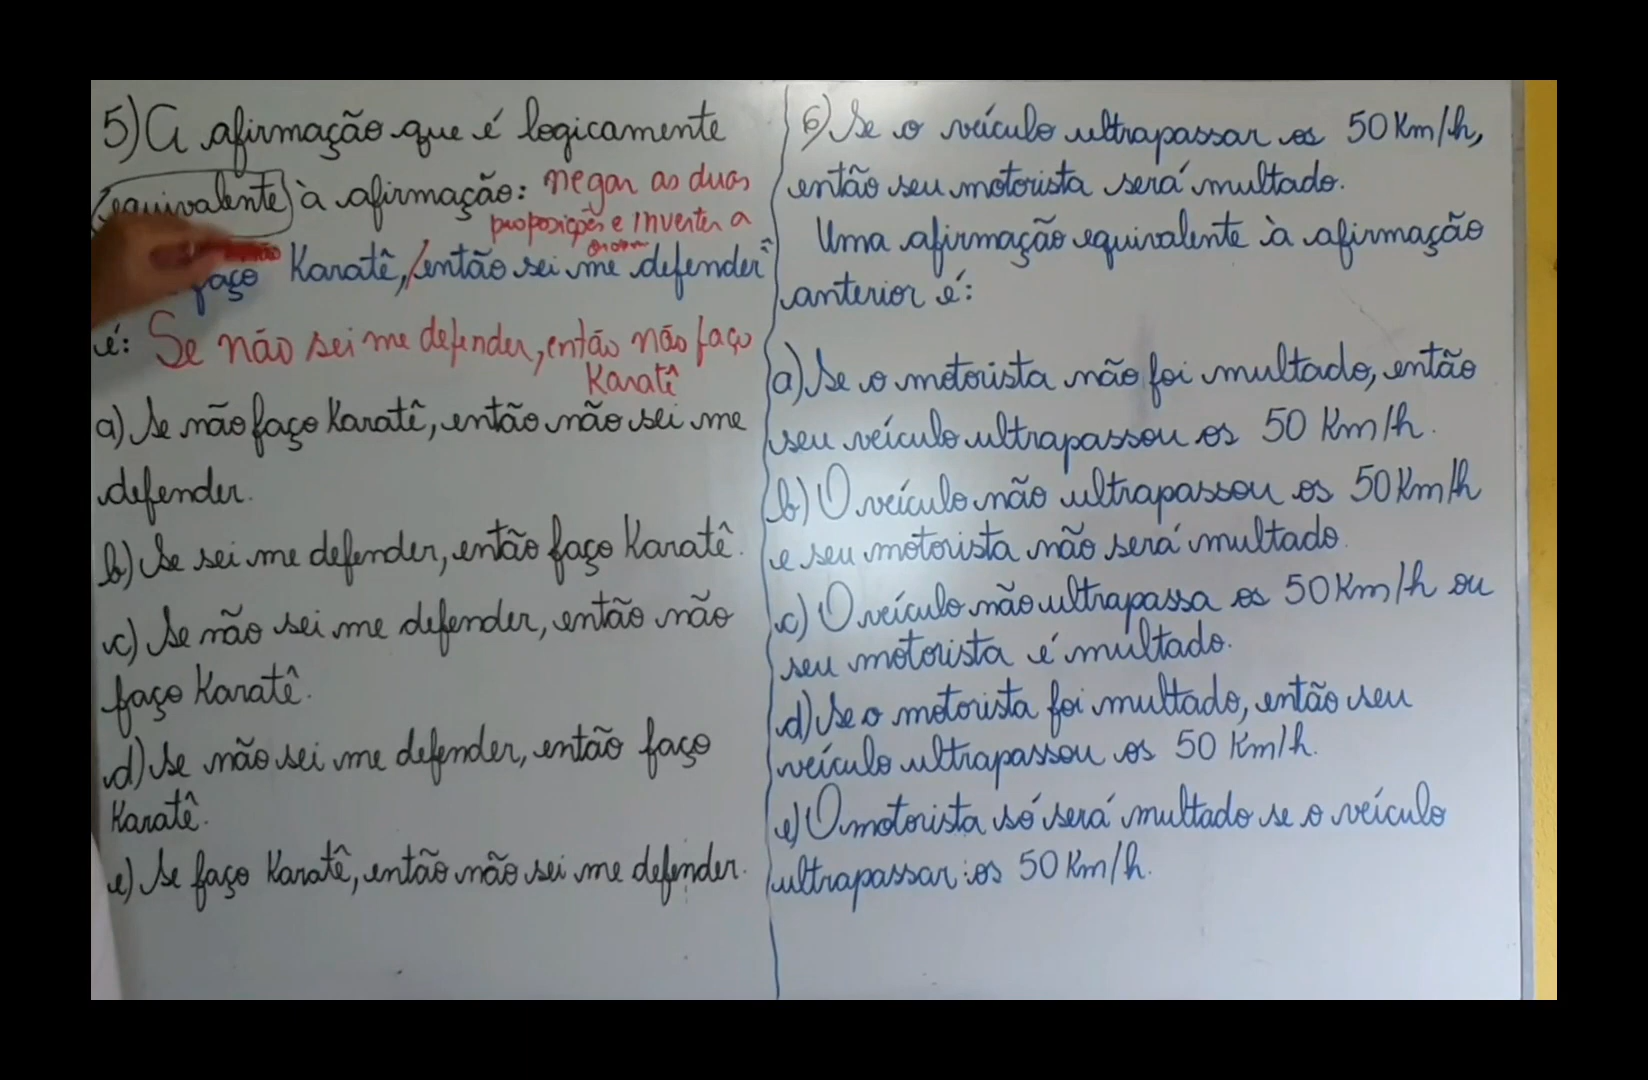 5) A afirmação que é logicamente
equivalente à afirmação: negar as duas
proposições e inverter a
ordem
não
faço Karatê, então sei me defender"
é: Se não sei me defender, então não faço
Karatê
a) Se não faço Karatê, então não sei me
defender.
b) Se sei me defender, então faço Karatê.
c) Se não sei me defender, então não
faço Karatê.
d) Se não sei me defender, então faço
Karatê.
e) Se faço Karatê, então não sei me defender.
6) Se o veículo ultrapassar os 50 Km/h,
então seu motorista será multado.
Uma afirmação equivalente à afirmação
anterior é:
a) Se o motorista não foi multado, então
seu veículo ultrapassou os 50 Km/h.
b) O veículo não ultrapassou os 50 Km/h
e seu motorista não será multado.
c) O veículo não ultrapassa os 50 Km/h ou
seu motorista é multado.
d) Se o motorista foi multado, então seu
veículo ultrapassou os 50 Km/h.
e) O motorista só será multado se o veículo
ultrapassar os 50 Km/h.